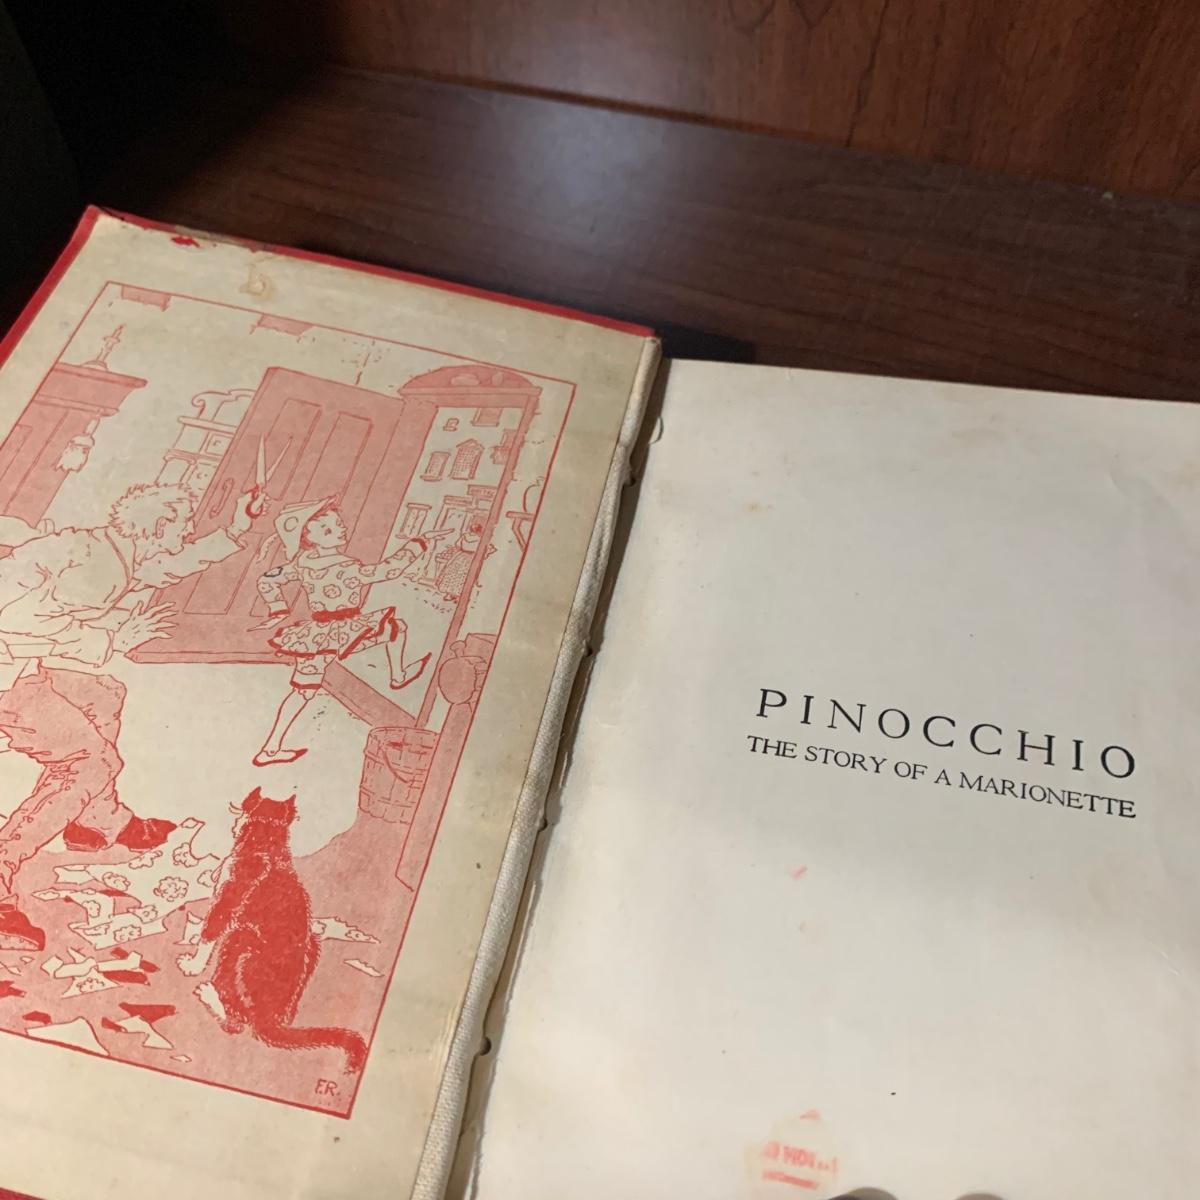 PINOCCHIO
THE STORY OF A MARIONETTE
F.R.